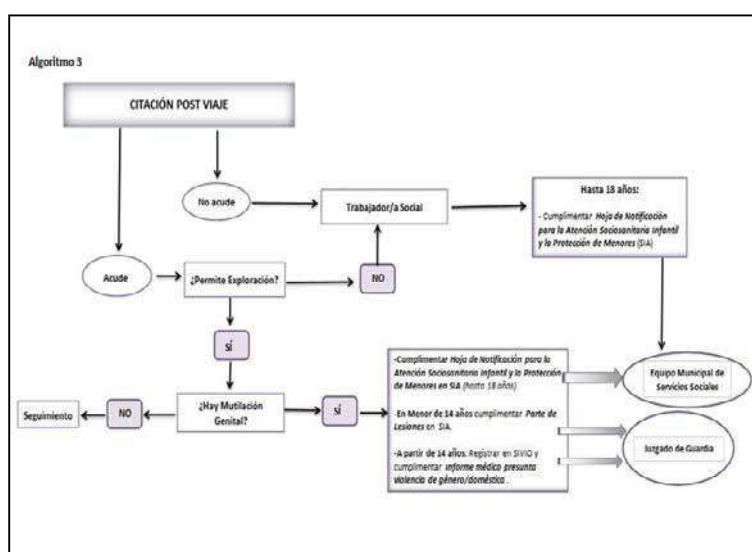 Algoritmo 3
CITACIÓN POST VIAJE
No acude
Trabajador/a Social
Hasta 18 años:
- Cumplimentar Hoja de Notificación
para la Atención Sociosanitaria Infantil
y la Protección de Menores (SIA)
Acude
¿Permite Exploración?
NO
SÍ
-Cumplimentar Hoja de Notificación para la
Atención Sociosanitaria Infantil y la Protección
de Menores en SIA (hasta 18 años)
-En Menor de 14 años cumplimentar Parte de
Lesiones en SIA.
-A partir de 14 años. Registrar en SIVIO y
cumplimentar Informe médico presunta
violencia de género/doméstica .
Equipo Municipal de
Servicios Sociales
Juzgado de Guardia
Seguimiento
NO
¿Hay Mutilación
Genital?
SÍ